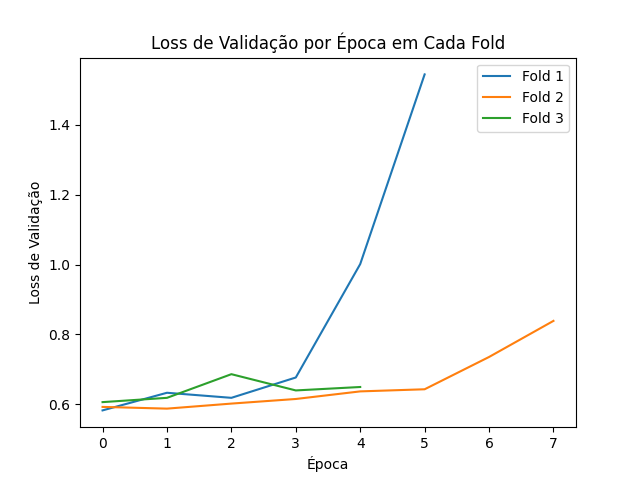 Loss de Validação por Época em Cada Fold
Fold 1
Fold 2
Fold 3
Loss de Validação
1.4
1.2
1.0
0.8
0.6
0 1 2 3 4 5 6 7
Época